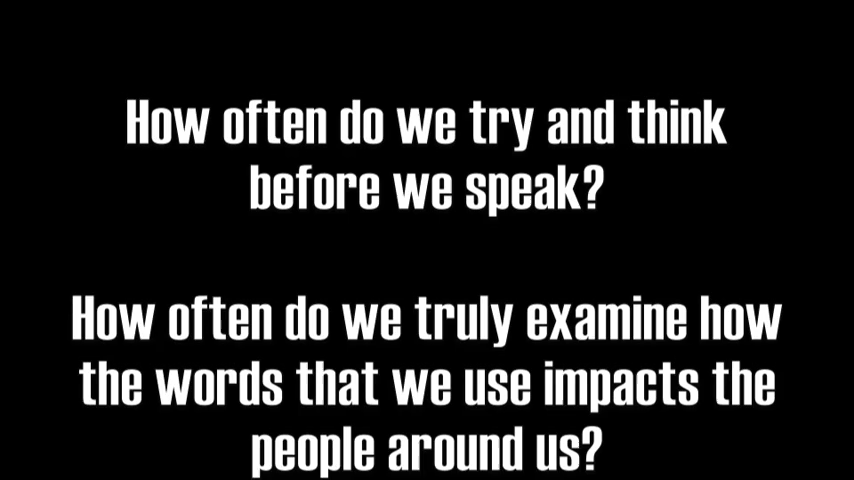 How often do we try and think
before we speak?
How often do we truly examine how
the words that we use impacts the
people around us?